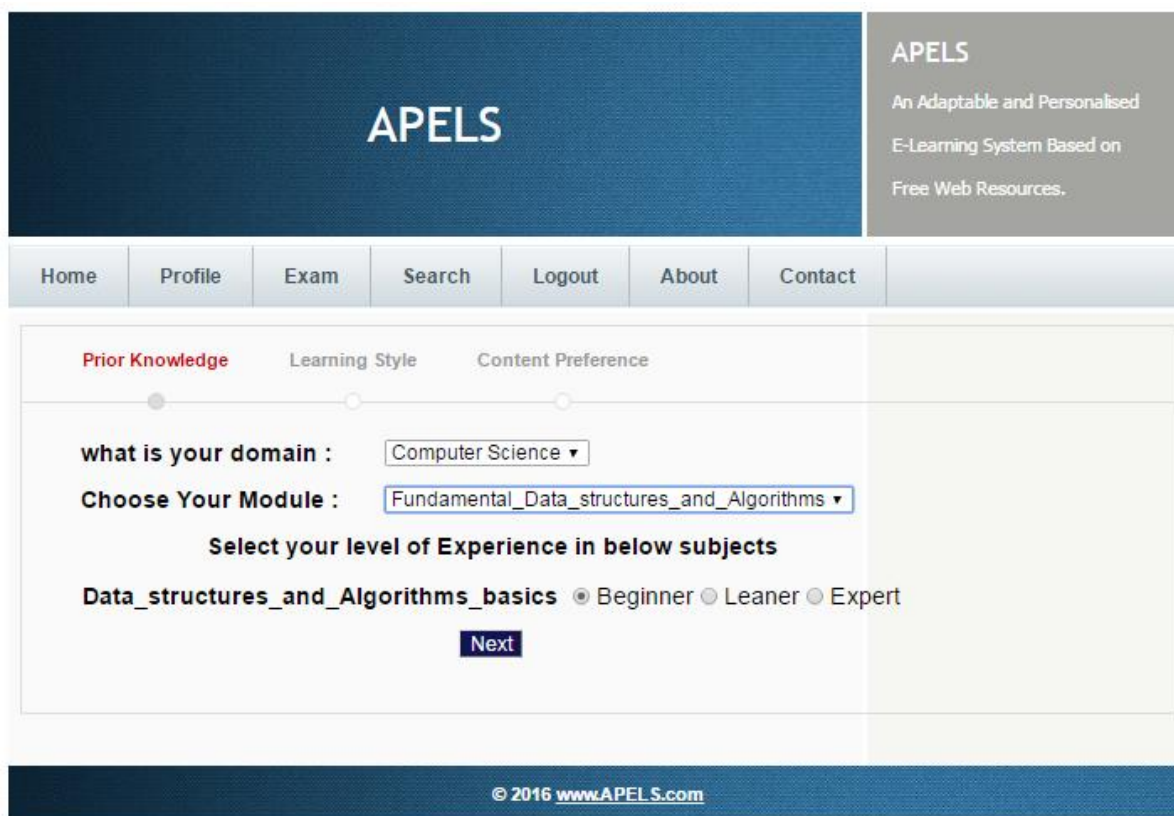 APELS
APELS
An Adaptable and Personalised
E-Learning System Based on
Free Web Resources.
Home Profile Exam Search Logout About Contact
Prior Knowledge Learning Style Content Preference
what is your domain : Computer Science
Choose Your Module : Fundamental_Data_structures_and_Algorithms
Select your level of Experience in below subjects
Data_structures_and_Algorithms_basics Beginner Leaner Expert
Next
© 2016 www.APELS.com